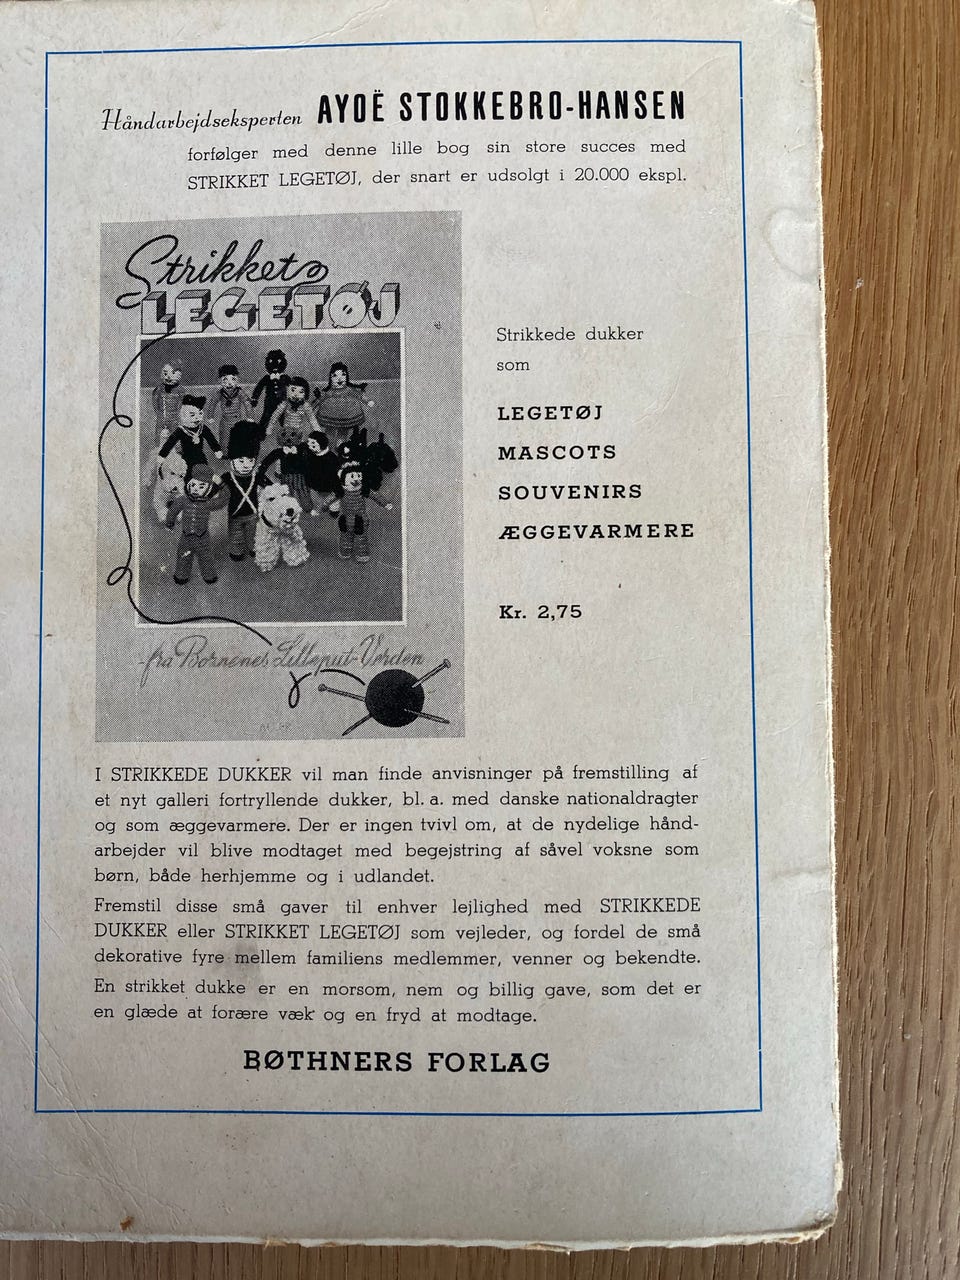 Håndarbejdseksperten AYOË STOKKEBRO-HANSEN
forfølger med denne lille bog sin store succes med
STRIKKET LEGETØJ, der snart er udsolgt i 20.000 ekspl.
Strikket
LEGETØJ
-fra Børnenes Lilleput-Verden
Strikkede dukker
som
LEGETØJ
MASCOTS
SOUVENIRS
ÆGGEVARMERE
Kr. 2,75
I STRIKKEDE DUKKER vil man finde anvisninger på fremstilling af
et nyt galleri fortryllende dukker, bl. a. med danske nationaldragter
og som æggevarmere. Der er ingen tvivl om, at de nydelige hånd-
arbejder vil blive modtaget med begejstring af såvel voksne som
børn, både herhjemme og i udlandet.
Fremstil disse små gaver til enhver lejlighed med STRIKKEDE
DUKKER eller STRIKKET LEGETØJ som vejleder, og fordel de små
dekorative fyre mellem familiens medlemmer, venner og bekendte.
En strikket dukke er en morsom, nem og billig gave, som det er
en glæde at forære væk og en fryd at modtage.
BØTHNERS FORLAG